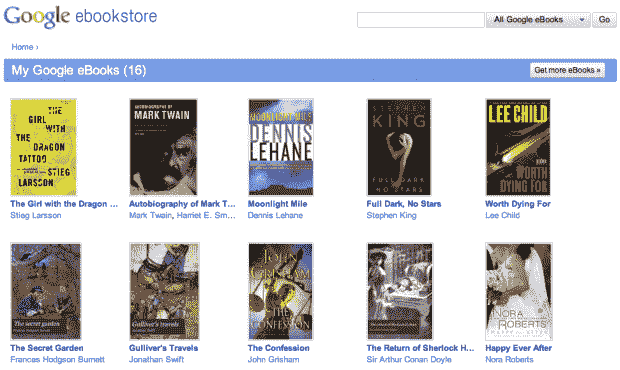 Google ebookstore
All Google eBooks
Go
Home ›
My Google eBooks (16)
Get more eBooks »
THE
GIRL
WITH
THE
DRAGON
TATTOO
STIEG
LARSSON
AUTOBIOGRAPHY OF
MARK TWAIN
MOONLIGHT MILE
DENNIS
LEHANE
STEPHEN
KING
FULL DARK
NO STARS
LEE CHILD
WORTH
DYING FOR
The Girl with the Dragon ...
Autobiography of Mark T...
Moonlight Mile
Full Dark, No Stars
Worth Dying For
Stieg Larsson
Mark Twain, Harriet E. Sm...
Dennis Lehane
Stephen King
Lee Child
The secret garden
Gulliver's travels
JOHN
GRISHAM
THE
CONFESSION
NORA
ROBERTS
The Secret Garden
Gulliver's Travels
The Confession
The Return of Sherlock H...
Happy Ever After
Frances Hodgson Burnett
Jonathan Swift
John Grisham
Sir Arthur Conan Doyle
Nora Roberts